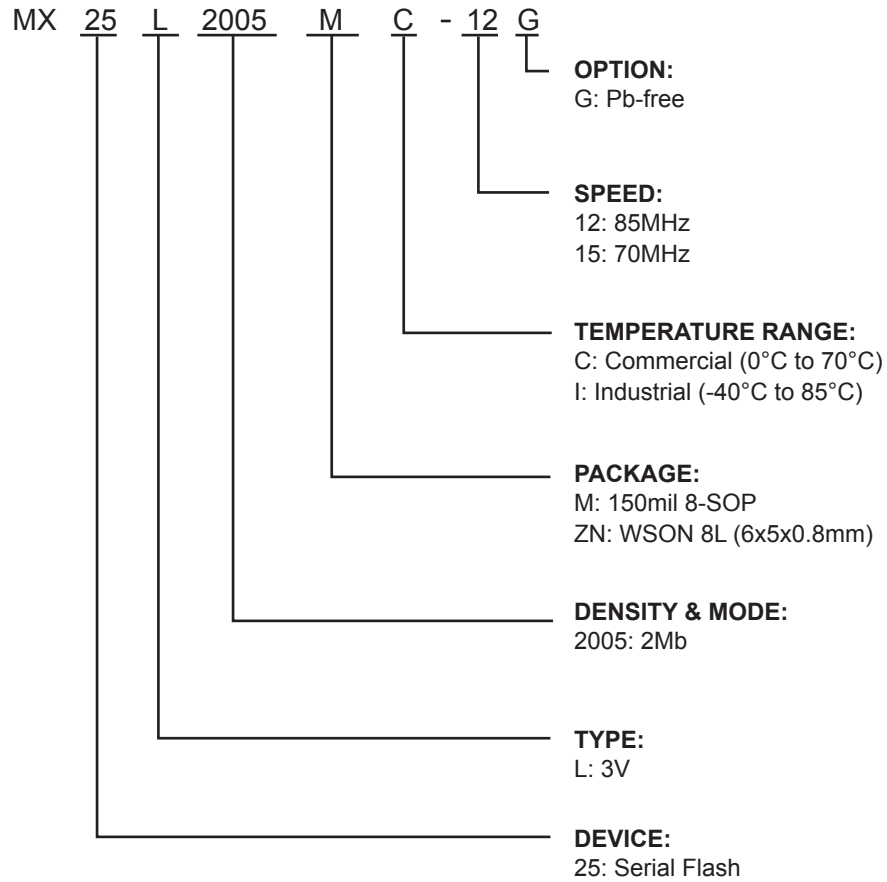 MX 25 L 2005 M C - 12 G
OPTION:
G: Pb-free
SPEED:
12: 85MHz
15: 70MHz
TEMPERATURE RANGE:
C: Commercial (0°C to 70°C)
I: Industrial (-40°C to 85°C)
PACKAGE:
M: 150mil 8-SOP
ZN: WSON 8L (6x5x0.8mm)
DENSITY & MODE:
2005: 2Mb
TYPE:
L: 3V
DEVICE:
25: Serial Flash